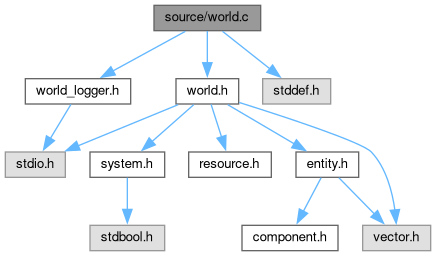 source/world.c
world_logger.h
world.h
stddef.h
stdio.h
system.h
resource.h
entity.h
stdbool.h
component.h
vector.h